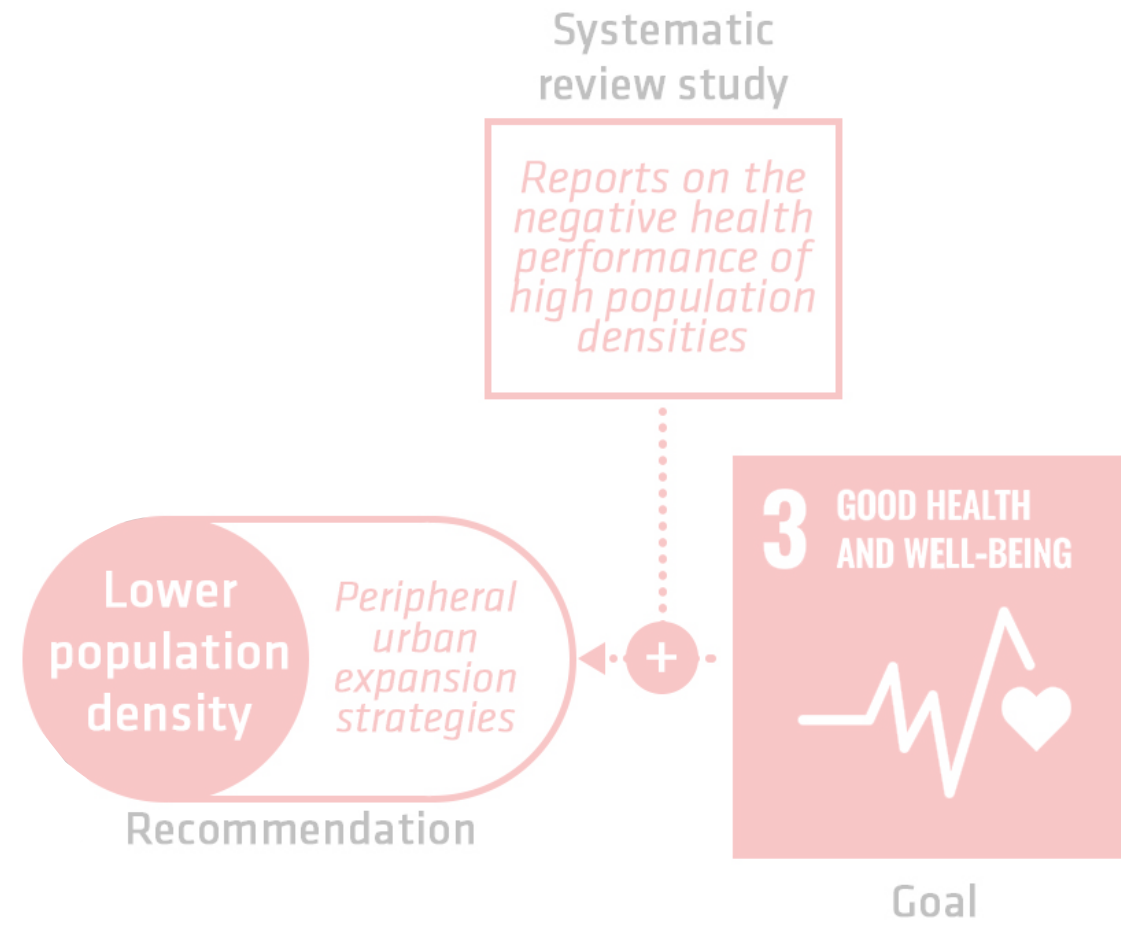 Systematic
review study
Reports on the
negative health
performance of
high population
densities
3 GOOD HEALTH
AND WELL-BEING
Lower
population
density
Peripheral
urban
expansion
strategies
+
Recommendation
Goal